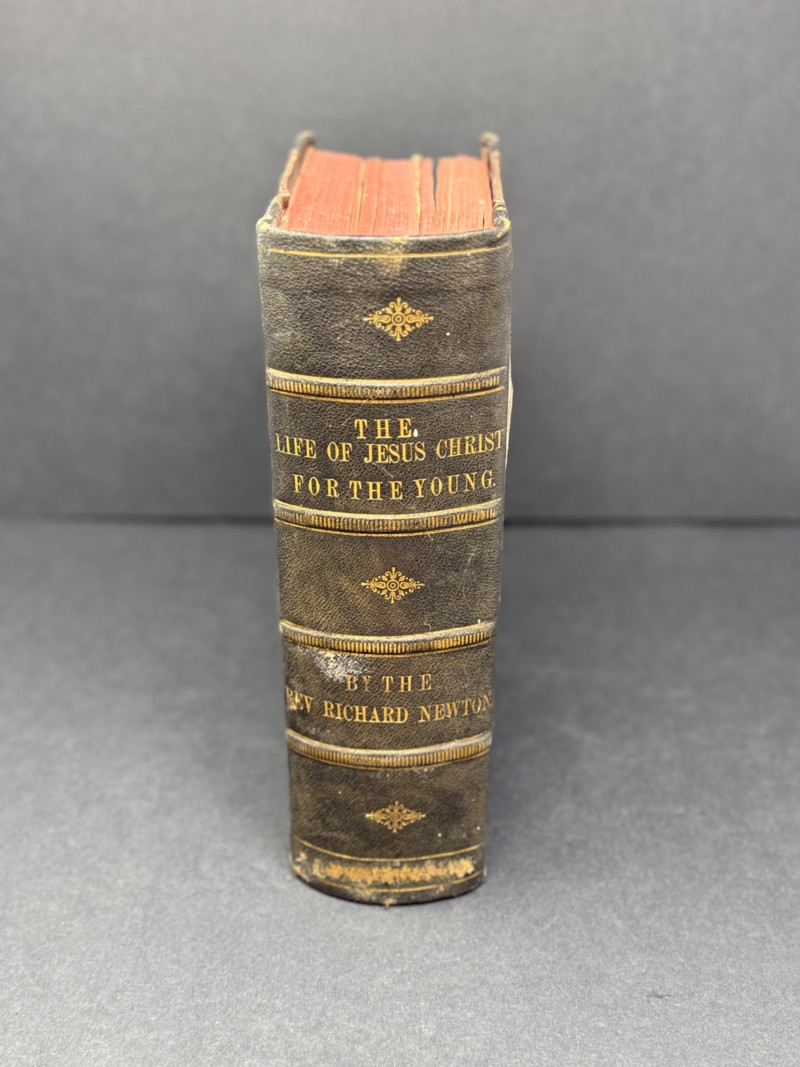 THE
LIFE OF JESUS CHRIST
FOR THE YOUNG.
BY THE
REV RICHARD NEWTON